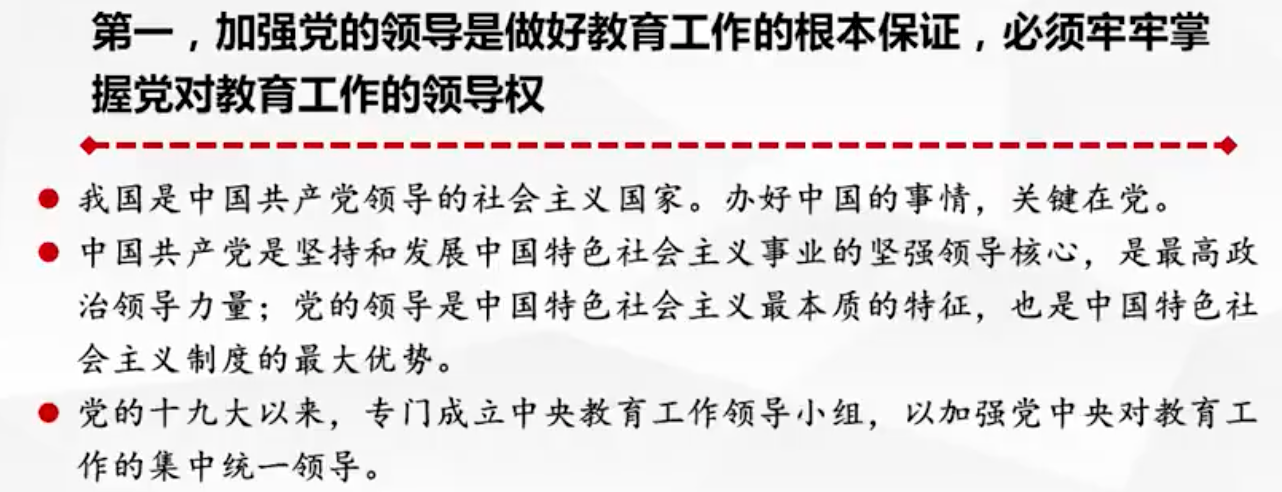 第一，加强党的领导是做好教育工作的根本保证，必须牢牢掌
握党对教育工作的领导权
我国是中国共产党领导的社会主义国家。办好中国的事情，关键在党。
中国共产党是坚持和发展中国特色社会主义事业的坚强领导核心，是最高政
治领导力量；党的领导是中国特色社会主义最本质的特征，也是中国特色社
会主义制度的最大优势。
党的十九大以来，专门成立中央教育工作领导小组，以加强党中央对教育工
作的集中统一领导。